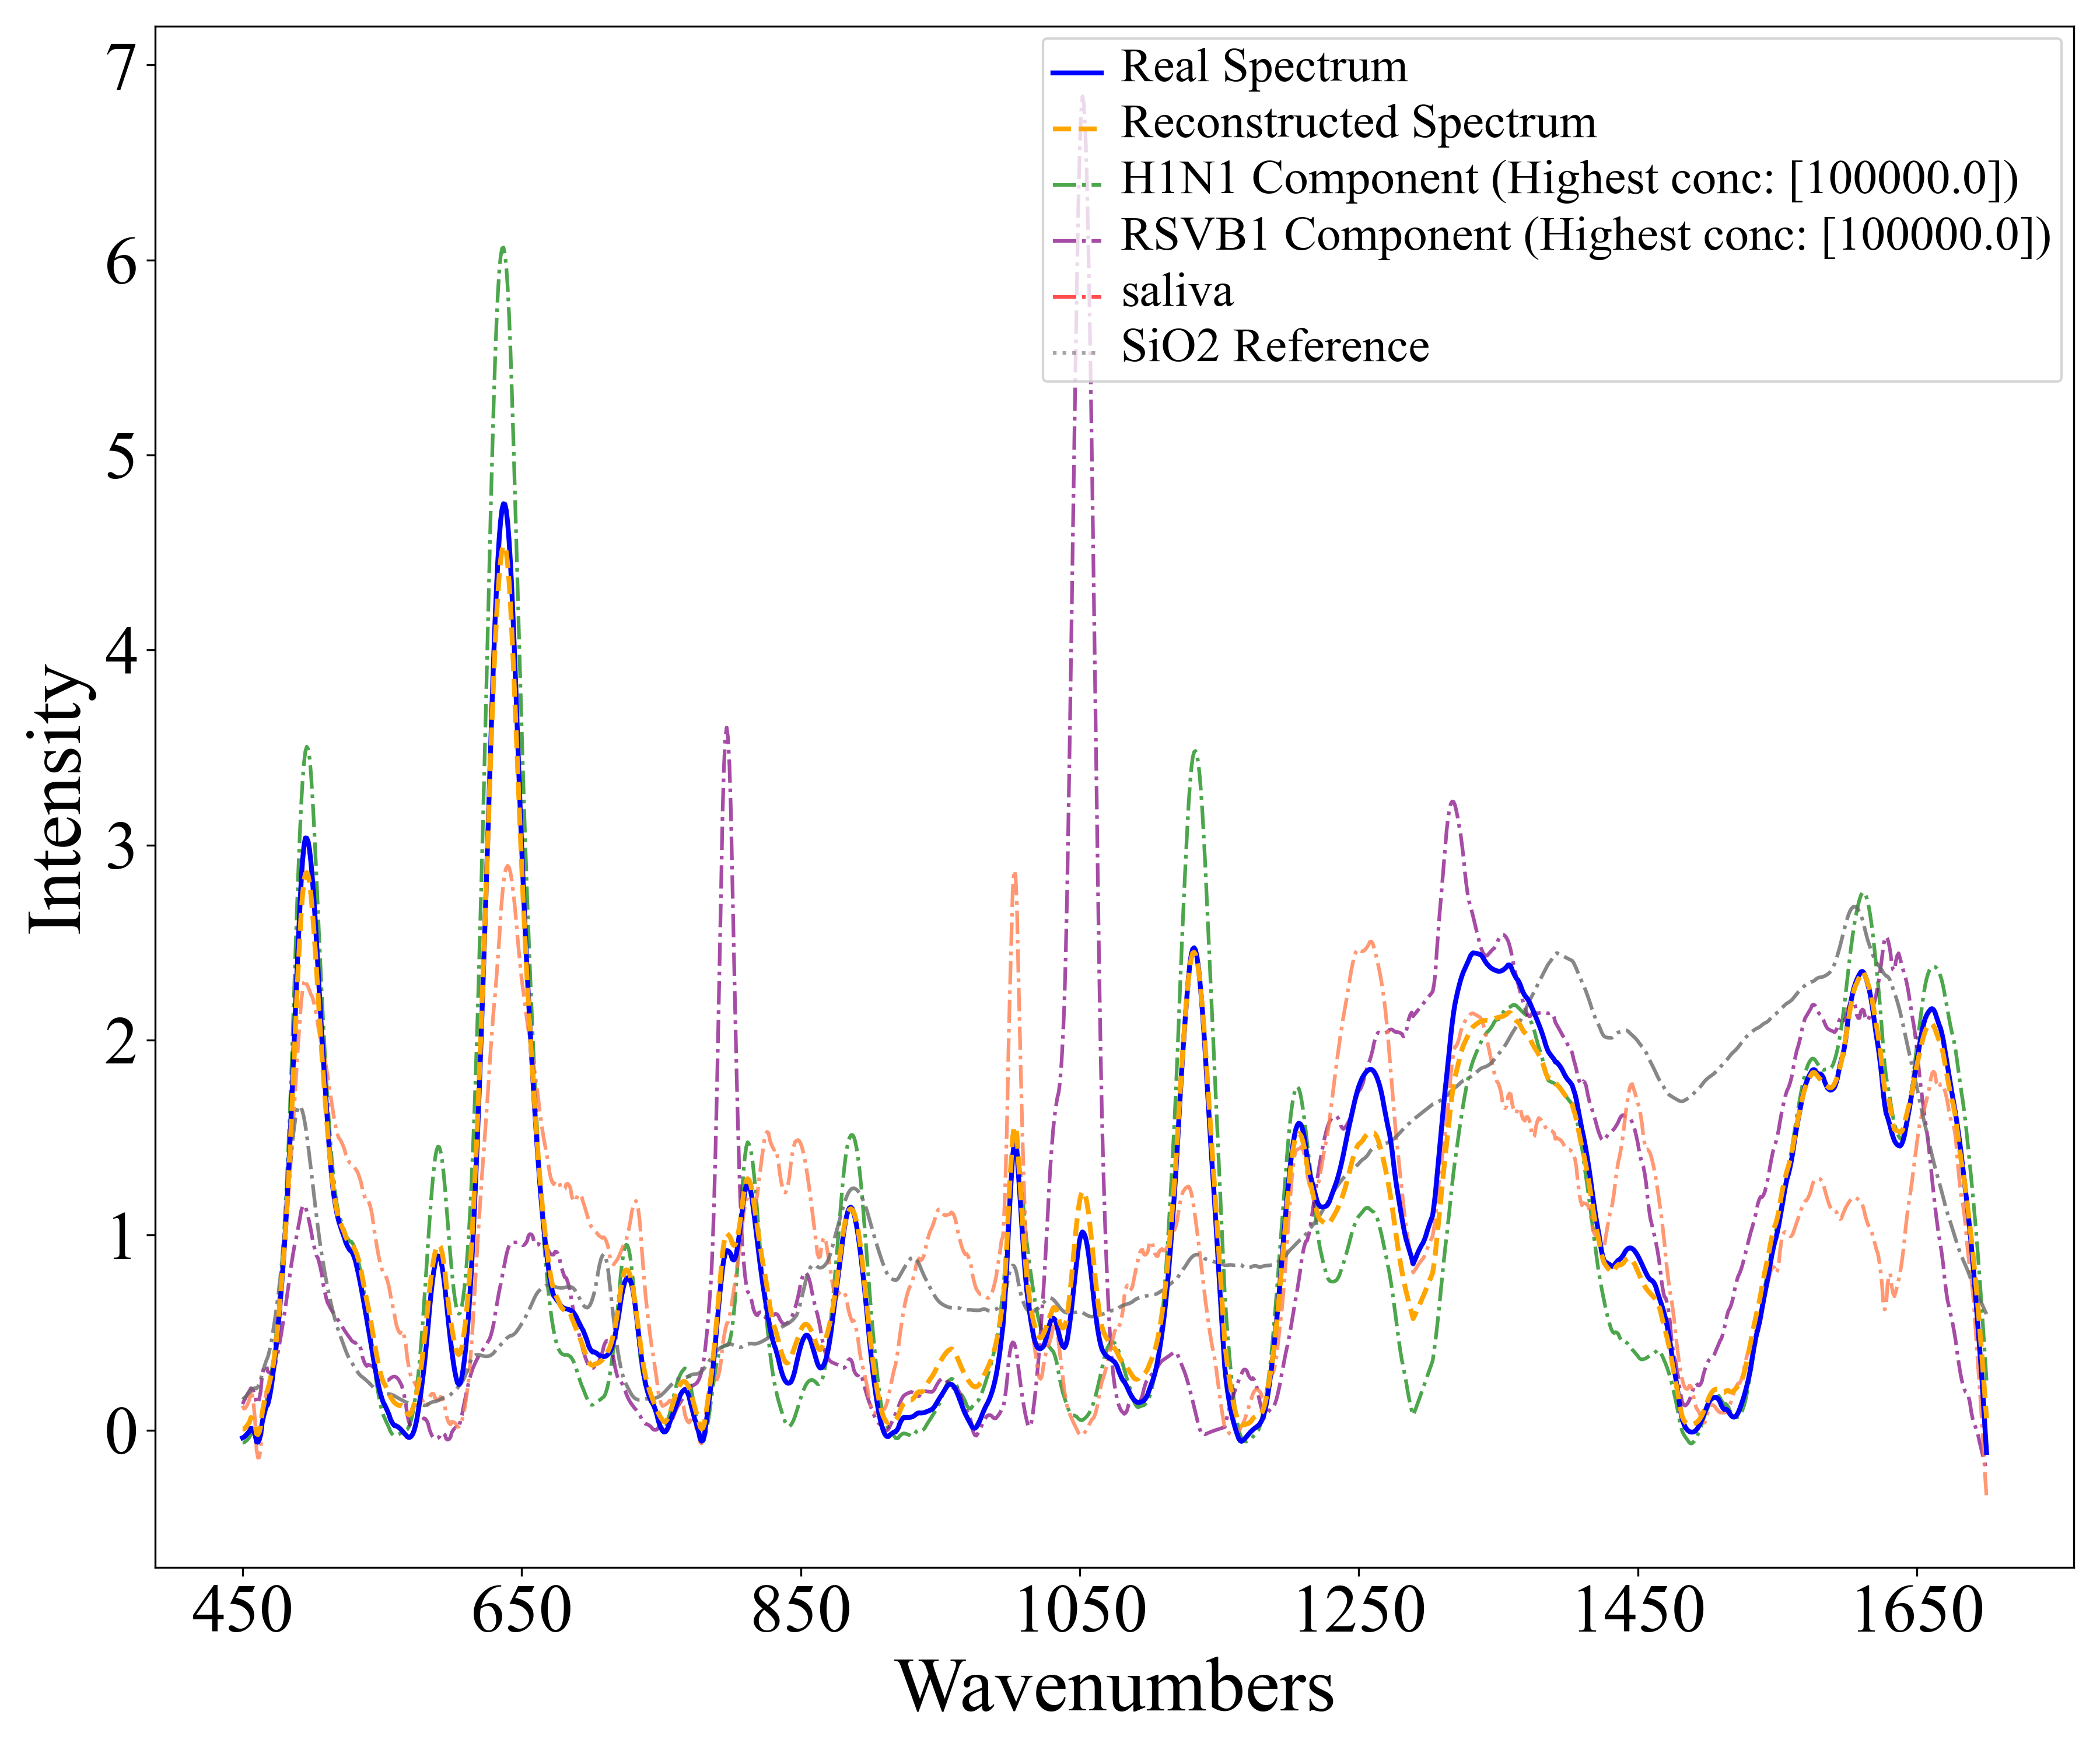 7
6
5
4
3
2
1
0
Intensity
Real Spectrum
Reconstructed Spectrum
H1N1 Component (Highest conc: [100000.0])
RSVB1 Component (Highest conc: [100000.0])
saliva
SiO2 Reference
450 650 850 1050 1250 1450 1650
Wavenumbers